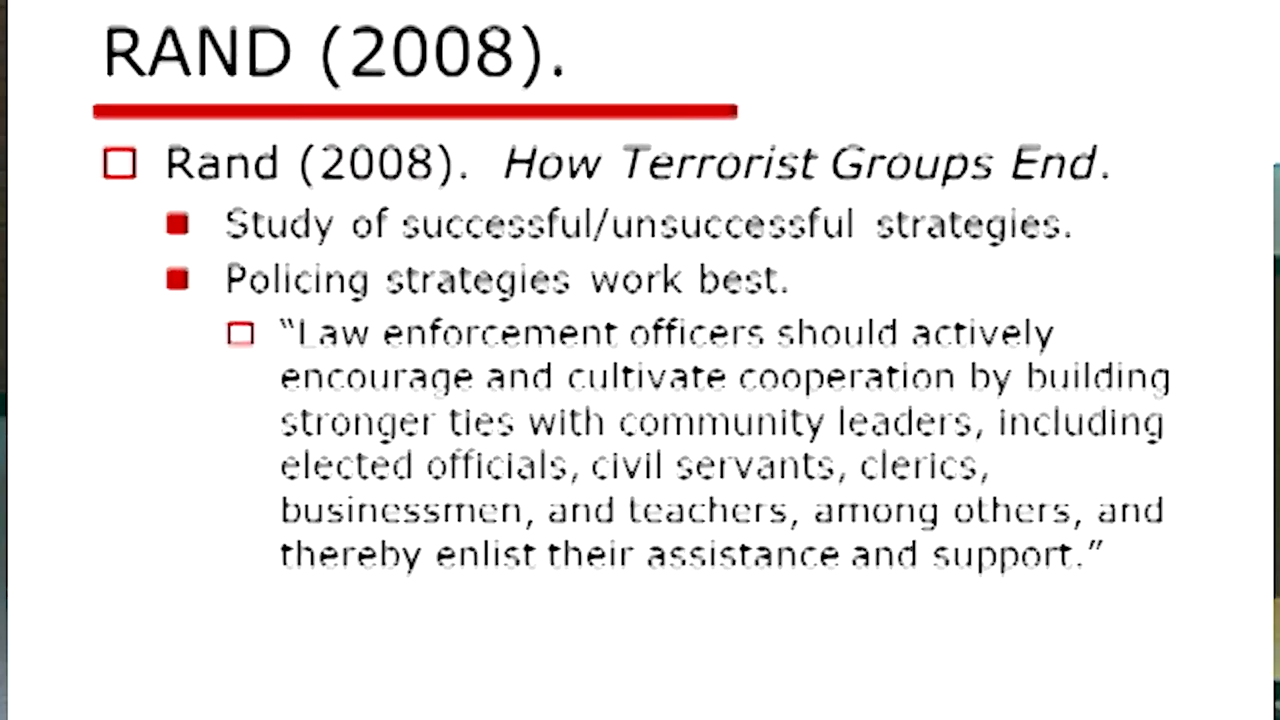 RAND (2008).
Rand (2008). How Terrorist Groups End.
Study of successful/unsuccessful strategies.
Policing strategies work best.
“Law enforcement officers should actively
encourage and cultivate cooperation by building
stronger ties with community leaders, including
elected officials, civil servants, clerics,
businessmen, and teachers, among others, and
thereby enlist their assistance and support.”